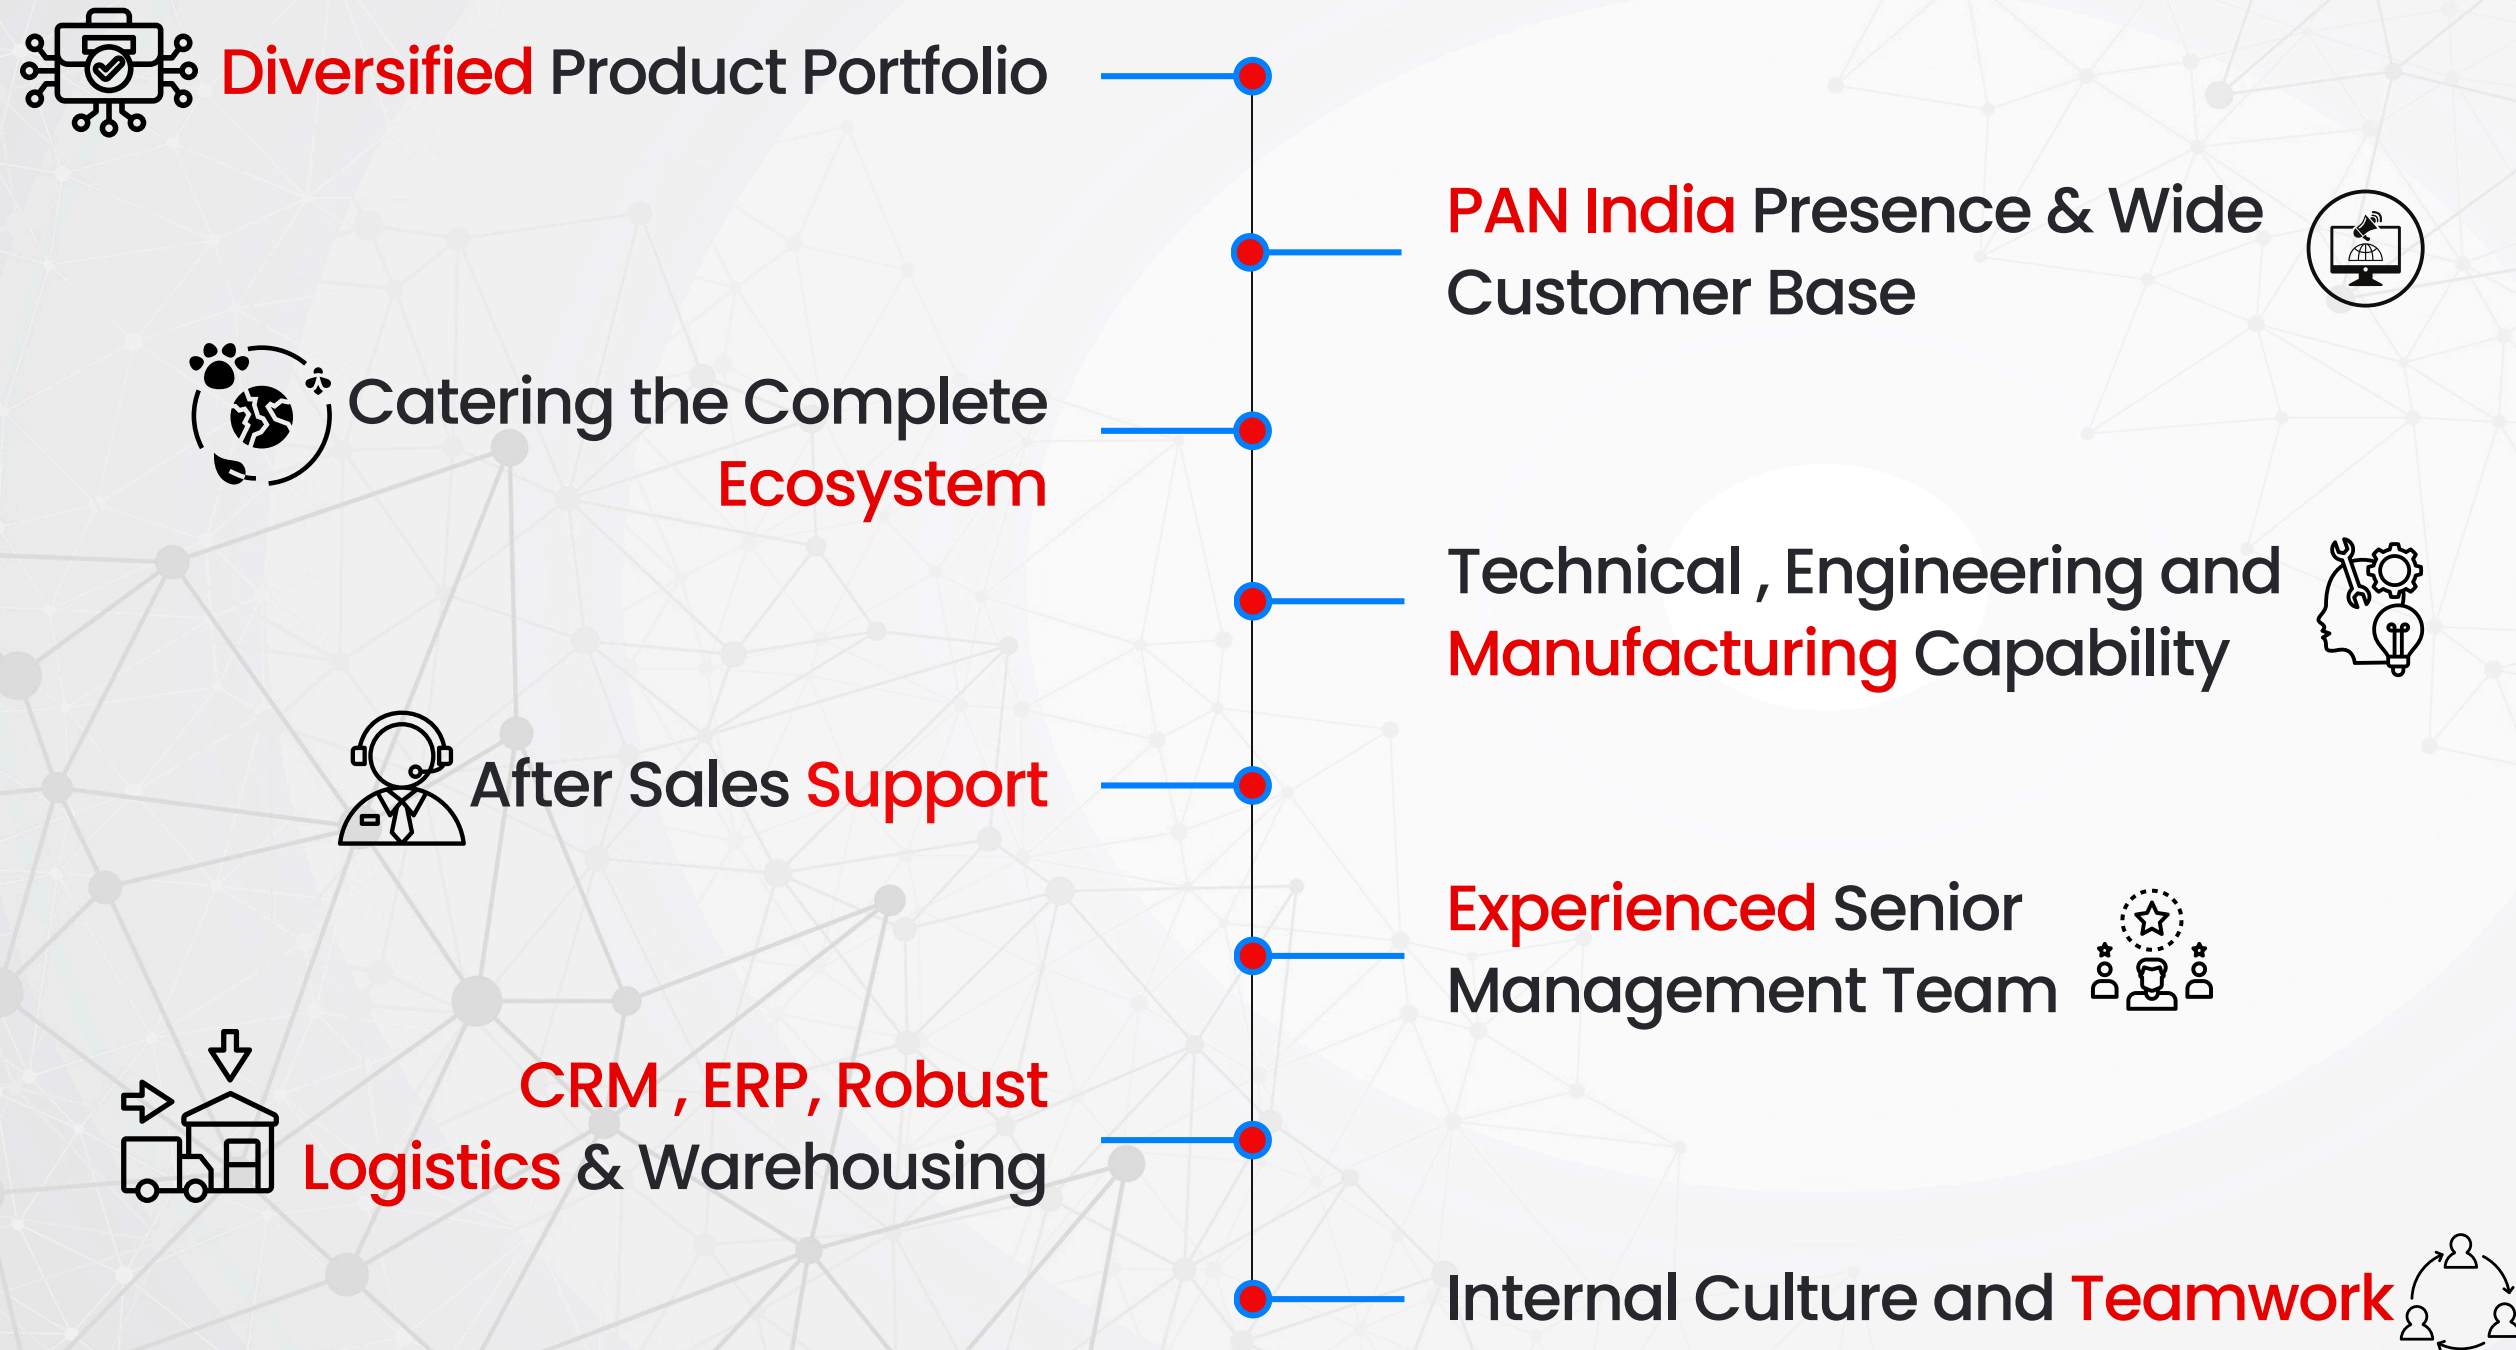 Diversified Product Portfolio
PAN India Presence & Wide
Customer Base
Catering the Complete
Ecosystem
Technical , Engineering and
Manufacturing Capability
After Sales Support
Experienced Senior
Management Team
CRM , ERP, Robust
Logistics & Warehousing
Internal Culture and Teamwork